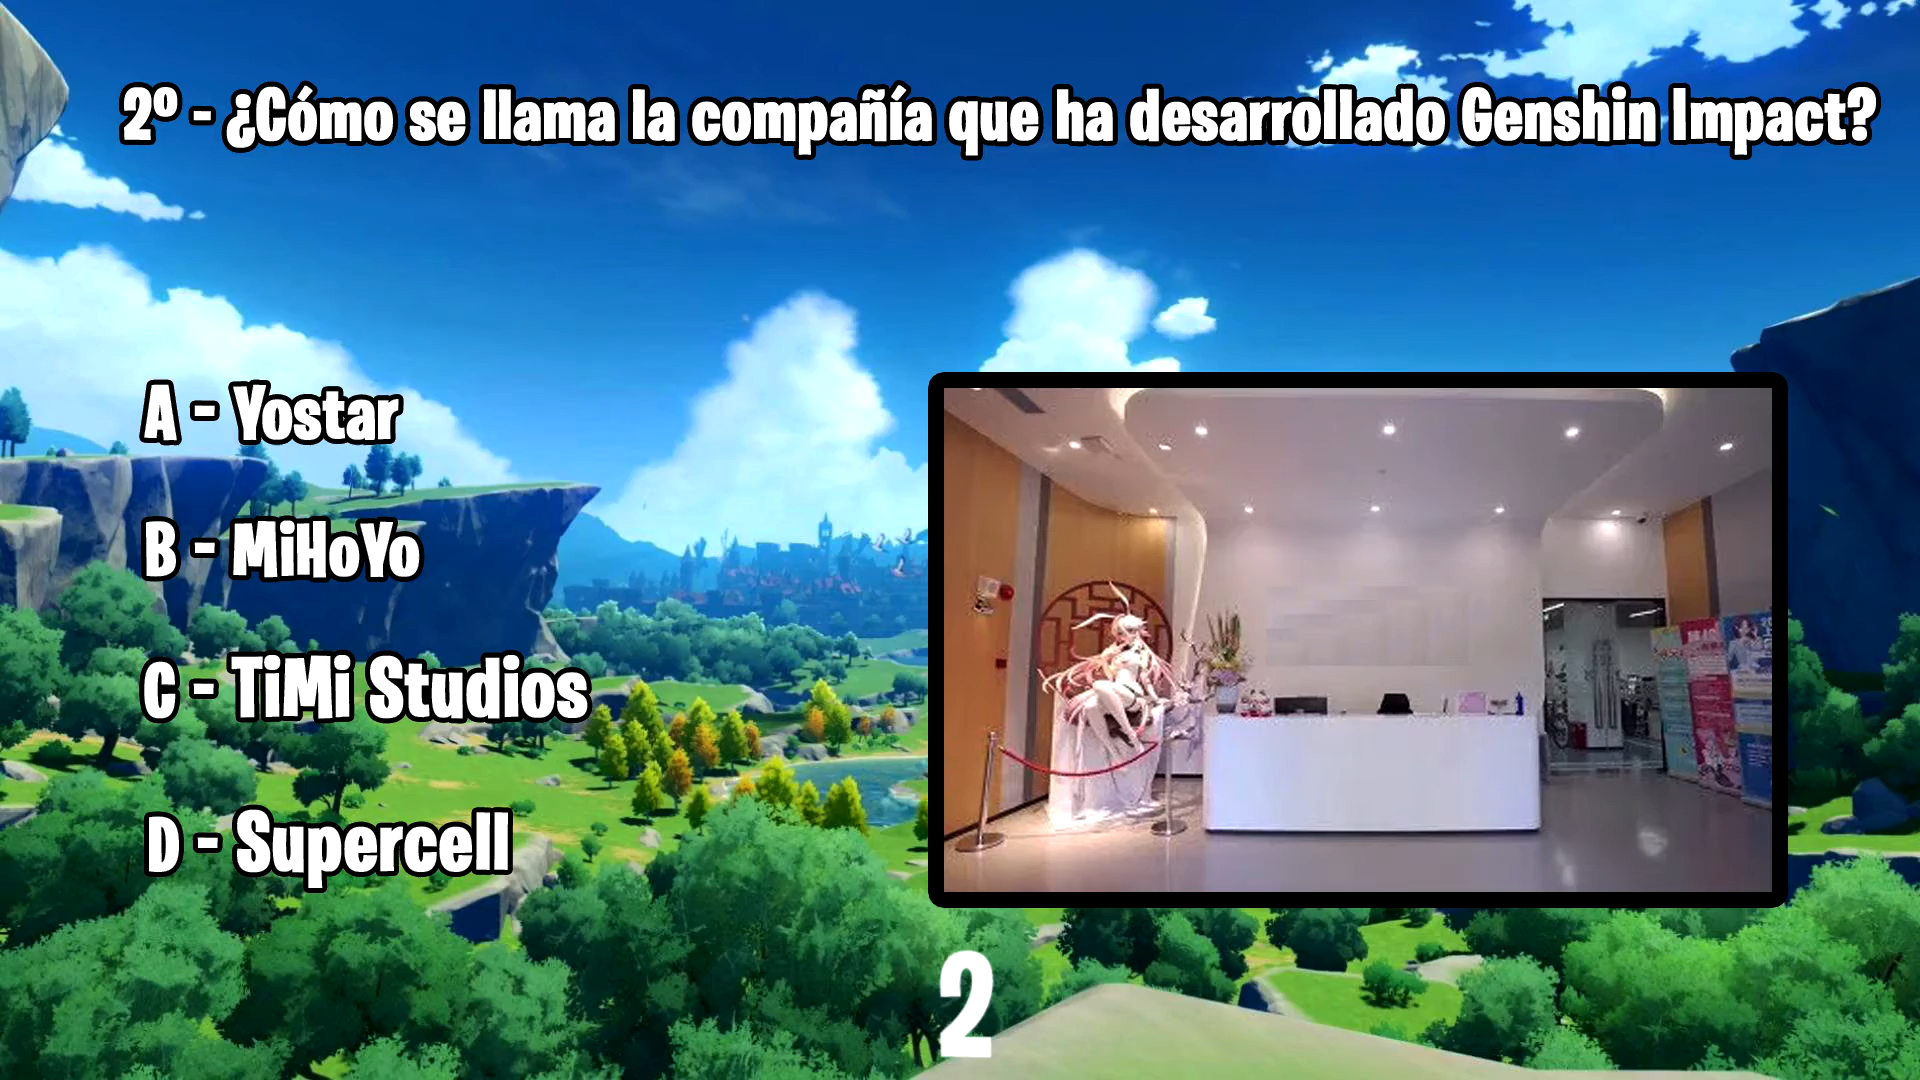 2º - ¿Cómo se llama la compañía que ha desarrollado Genshin Impact?
A - Yostar
B - MiHoYo
C - TiMi Studios
D - Supercell
2